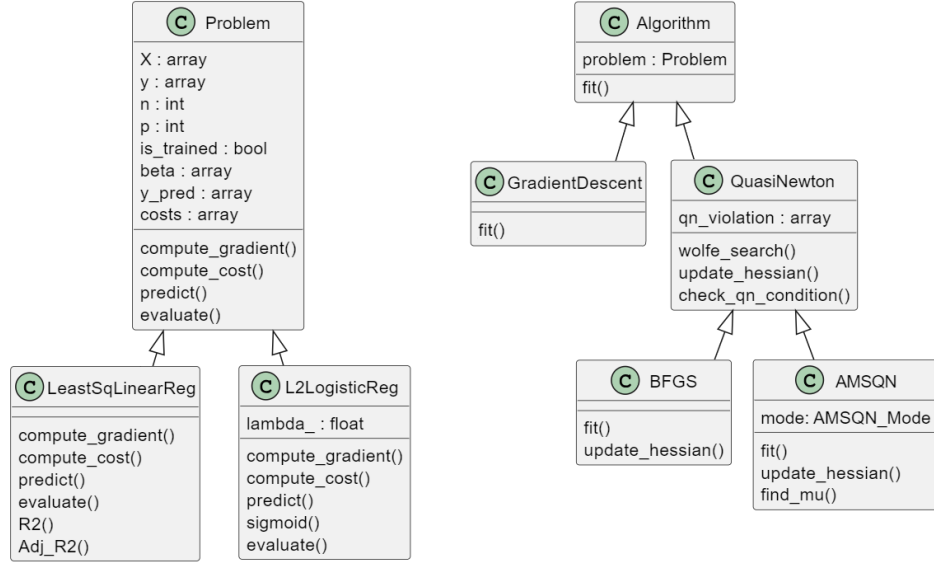 C Problem
X : array
y : array
n : int
p : int
is_trained : bool
beta : array
y_pred : array
costs : array
compute_gradient()
compute_cost()
predict()
evaluate()
C LeastSqLinearReg
compute_gradient()
compute_cost()
predict()
evaluate()
R2()
Adj_R2()
C L2LogisticReg
lambda_ : float
compute_gradient()
compute_cost()
predict()
sigmoid()
evaluate()
C Algorithm
problem : Problem
fit()
C GradientDescent
fit()
C QuasiNewton
qn_violation : array
wolfe_search()
update_hessian()
check_qn_condition()
C BFGS
fit()
update_hessian()
C AMSQN
mode: AMSQN_Mode
fit()
update_hessian()
find_mu()